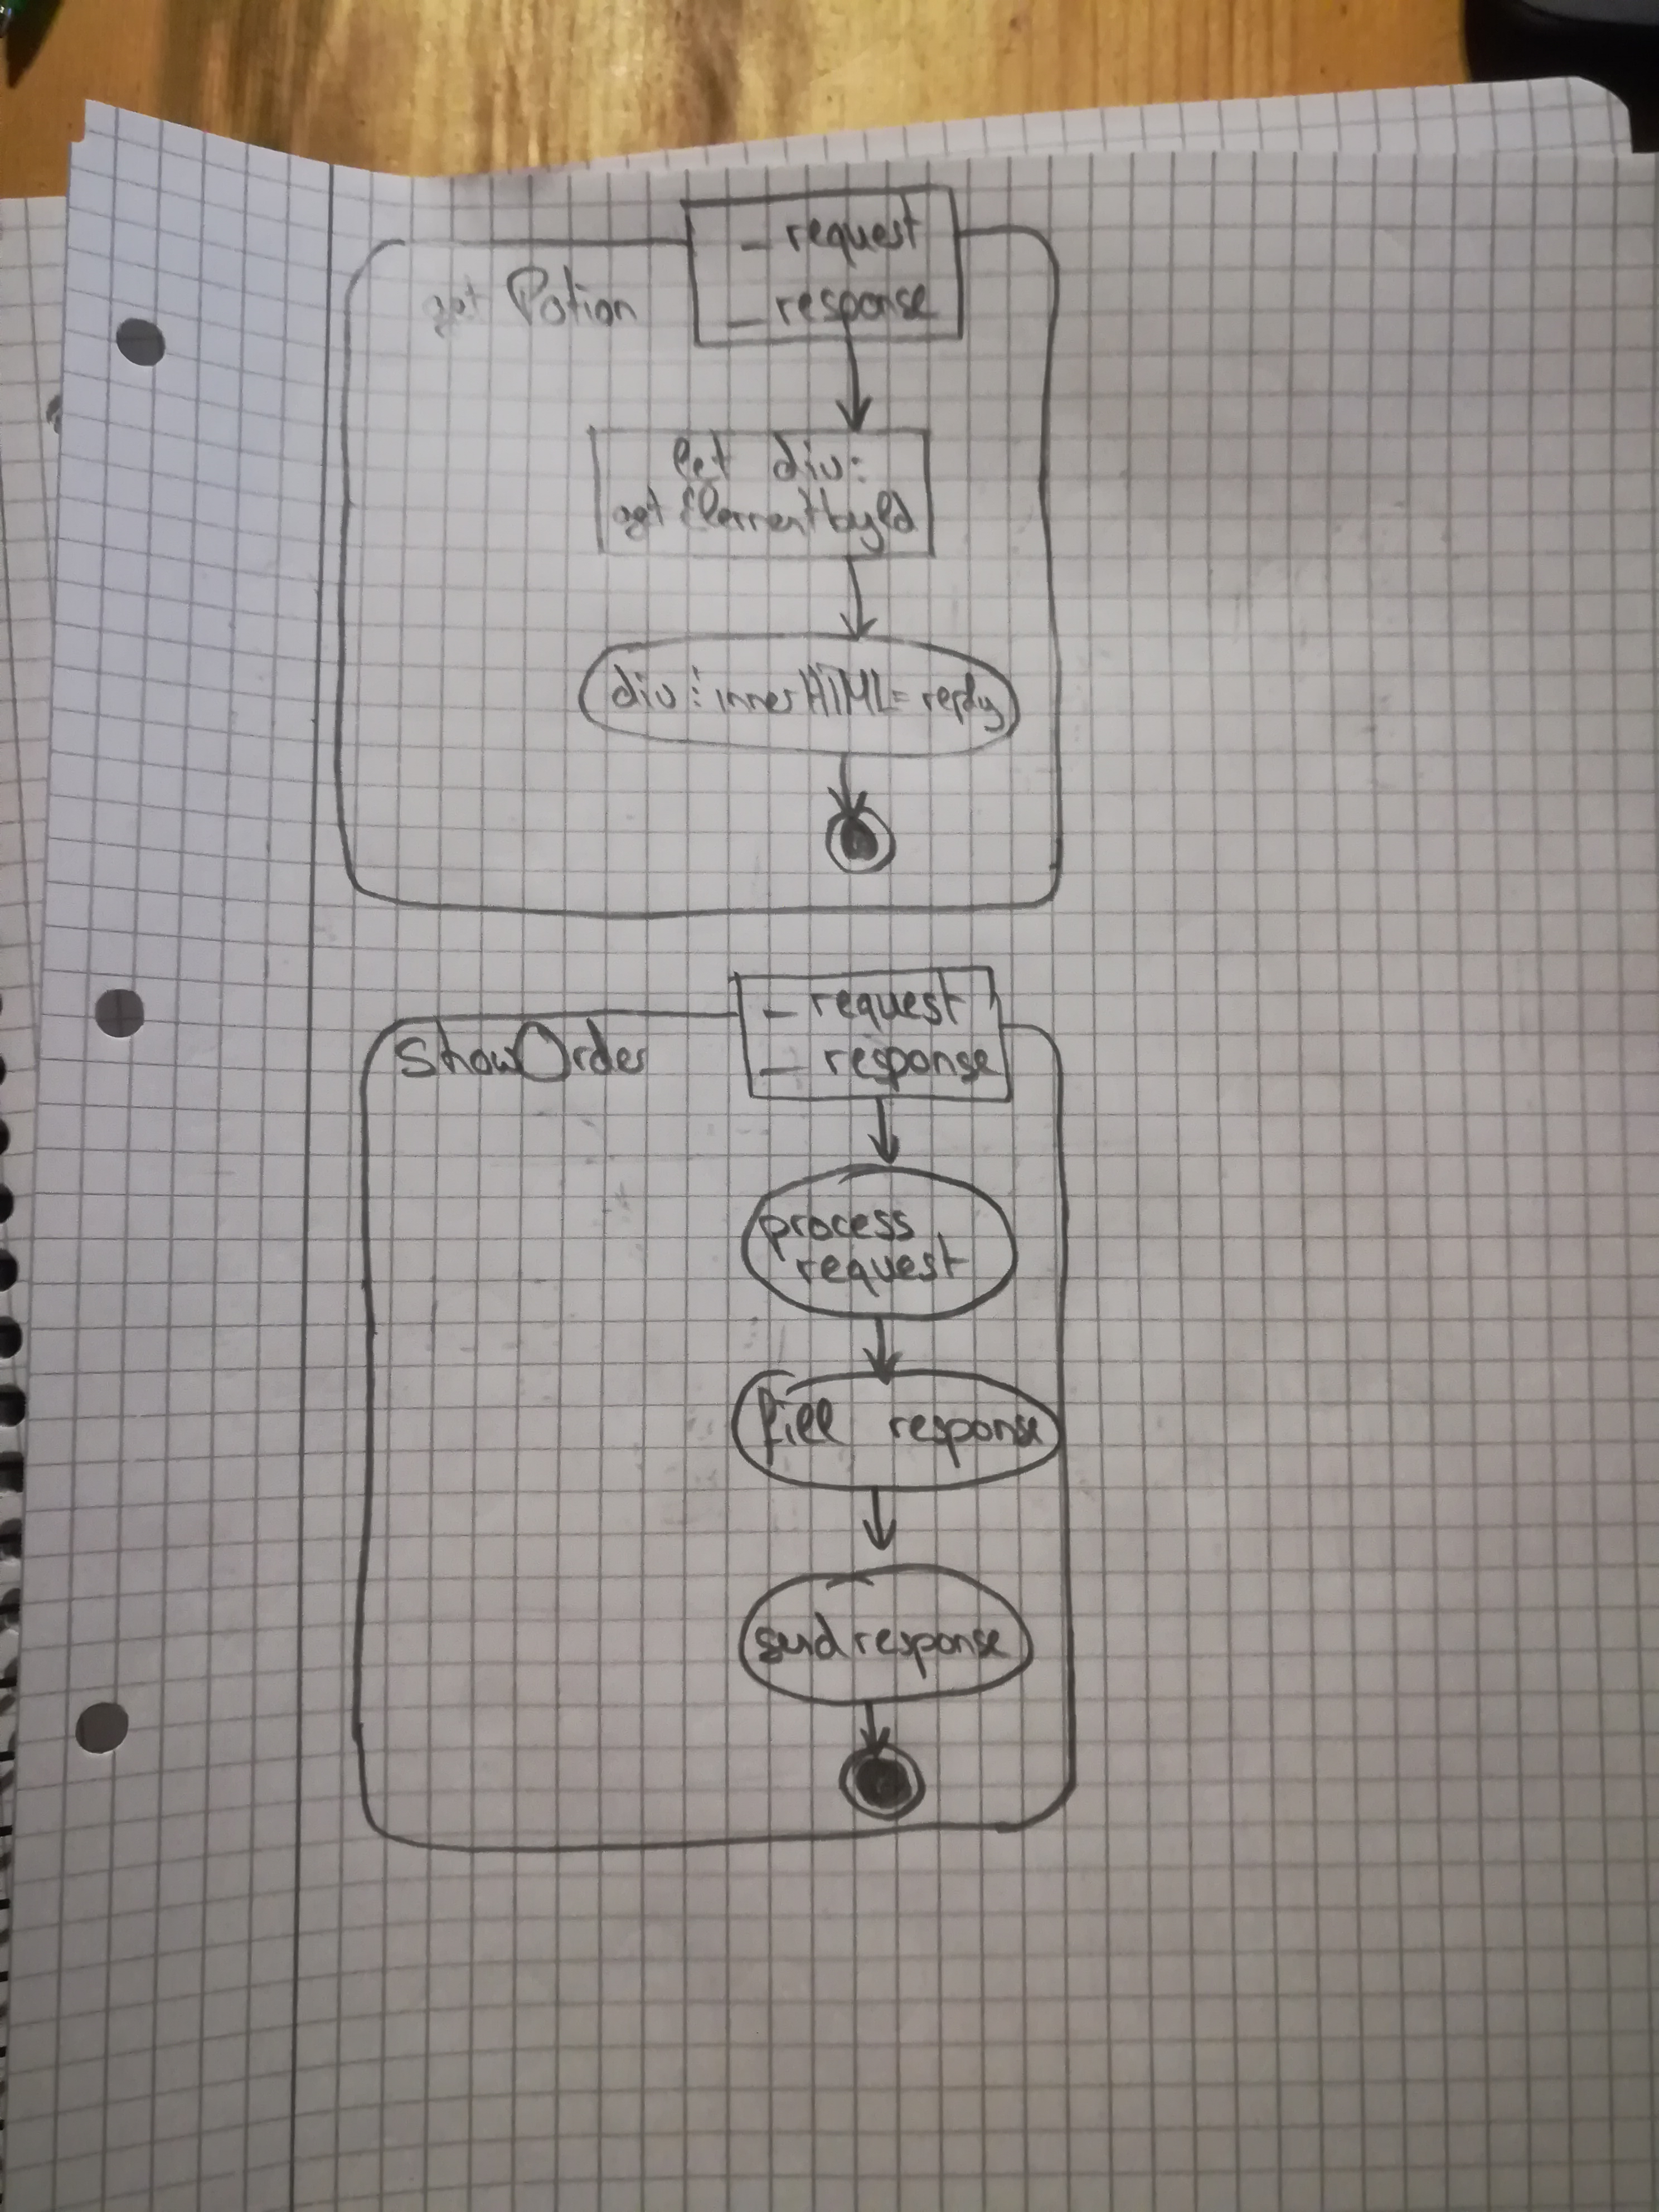 _ request
get Potion
_ response
let div:
getElementbyId
div: innerHTML= reply
_ request
ShowOrder
_ response
process
request
fill response
send response